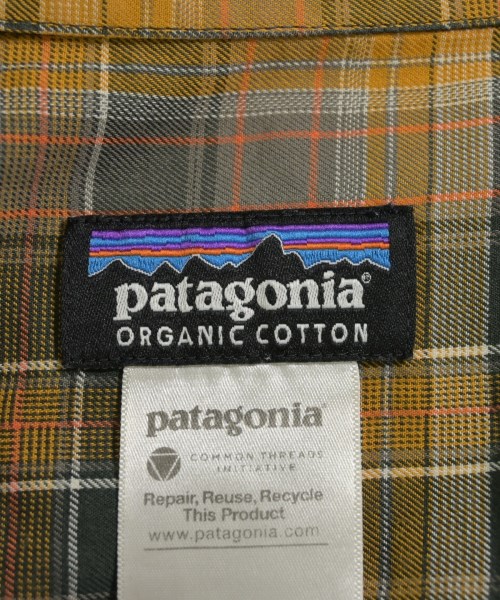 patagonia®
ORGANIC COTTON
patagonia®
COMMON THREADS
INITIATIVE
Repair, Reuse, Recycle
This Product
www.patagonia.com